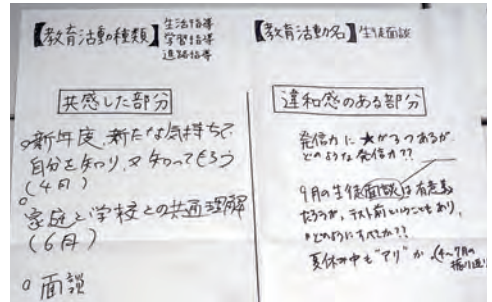 【教育活動種類】生活指導
学習指導
進路指導
【教育活動名】生徒面談
共感した部分
○新年度、新たな気持ちで
自分を知り、又知ってもらう
(4月)
○
家庭と学校との共通理解
(6月)
○面談
違和感のある部分
発信力に★が3つあるが
どのような発信力??
9月の生徒面談は有意義
だろうが、テスト前ということもあり、
どのようにすべきか??
夏休み中も"アリ"か(4〜7月の
振り返り)